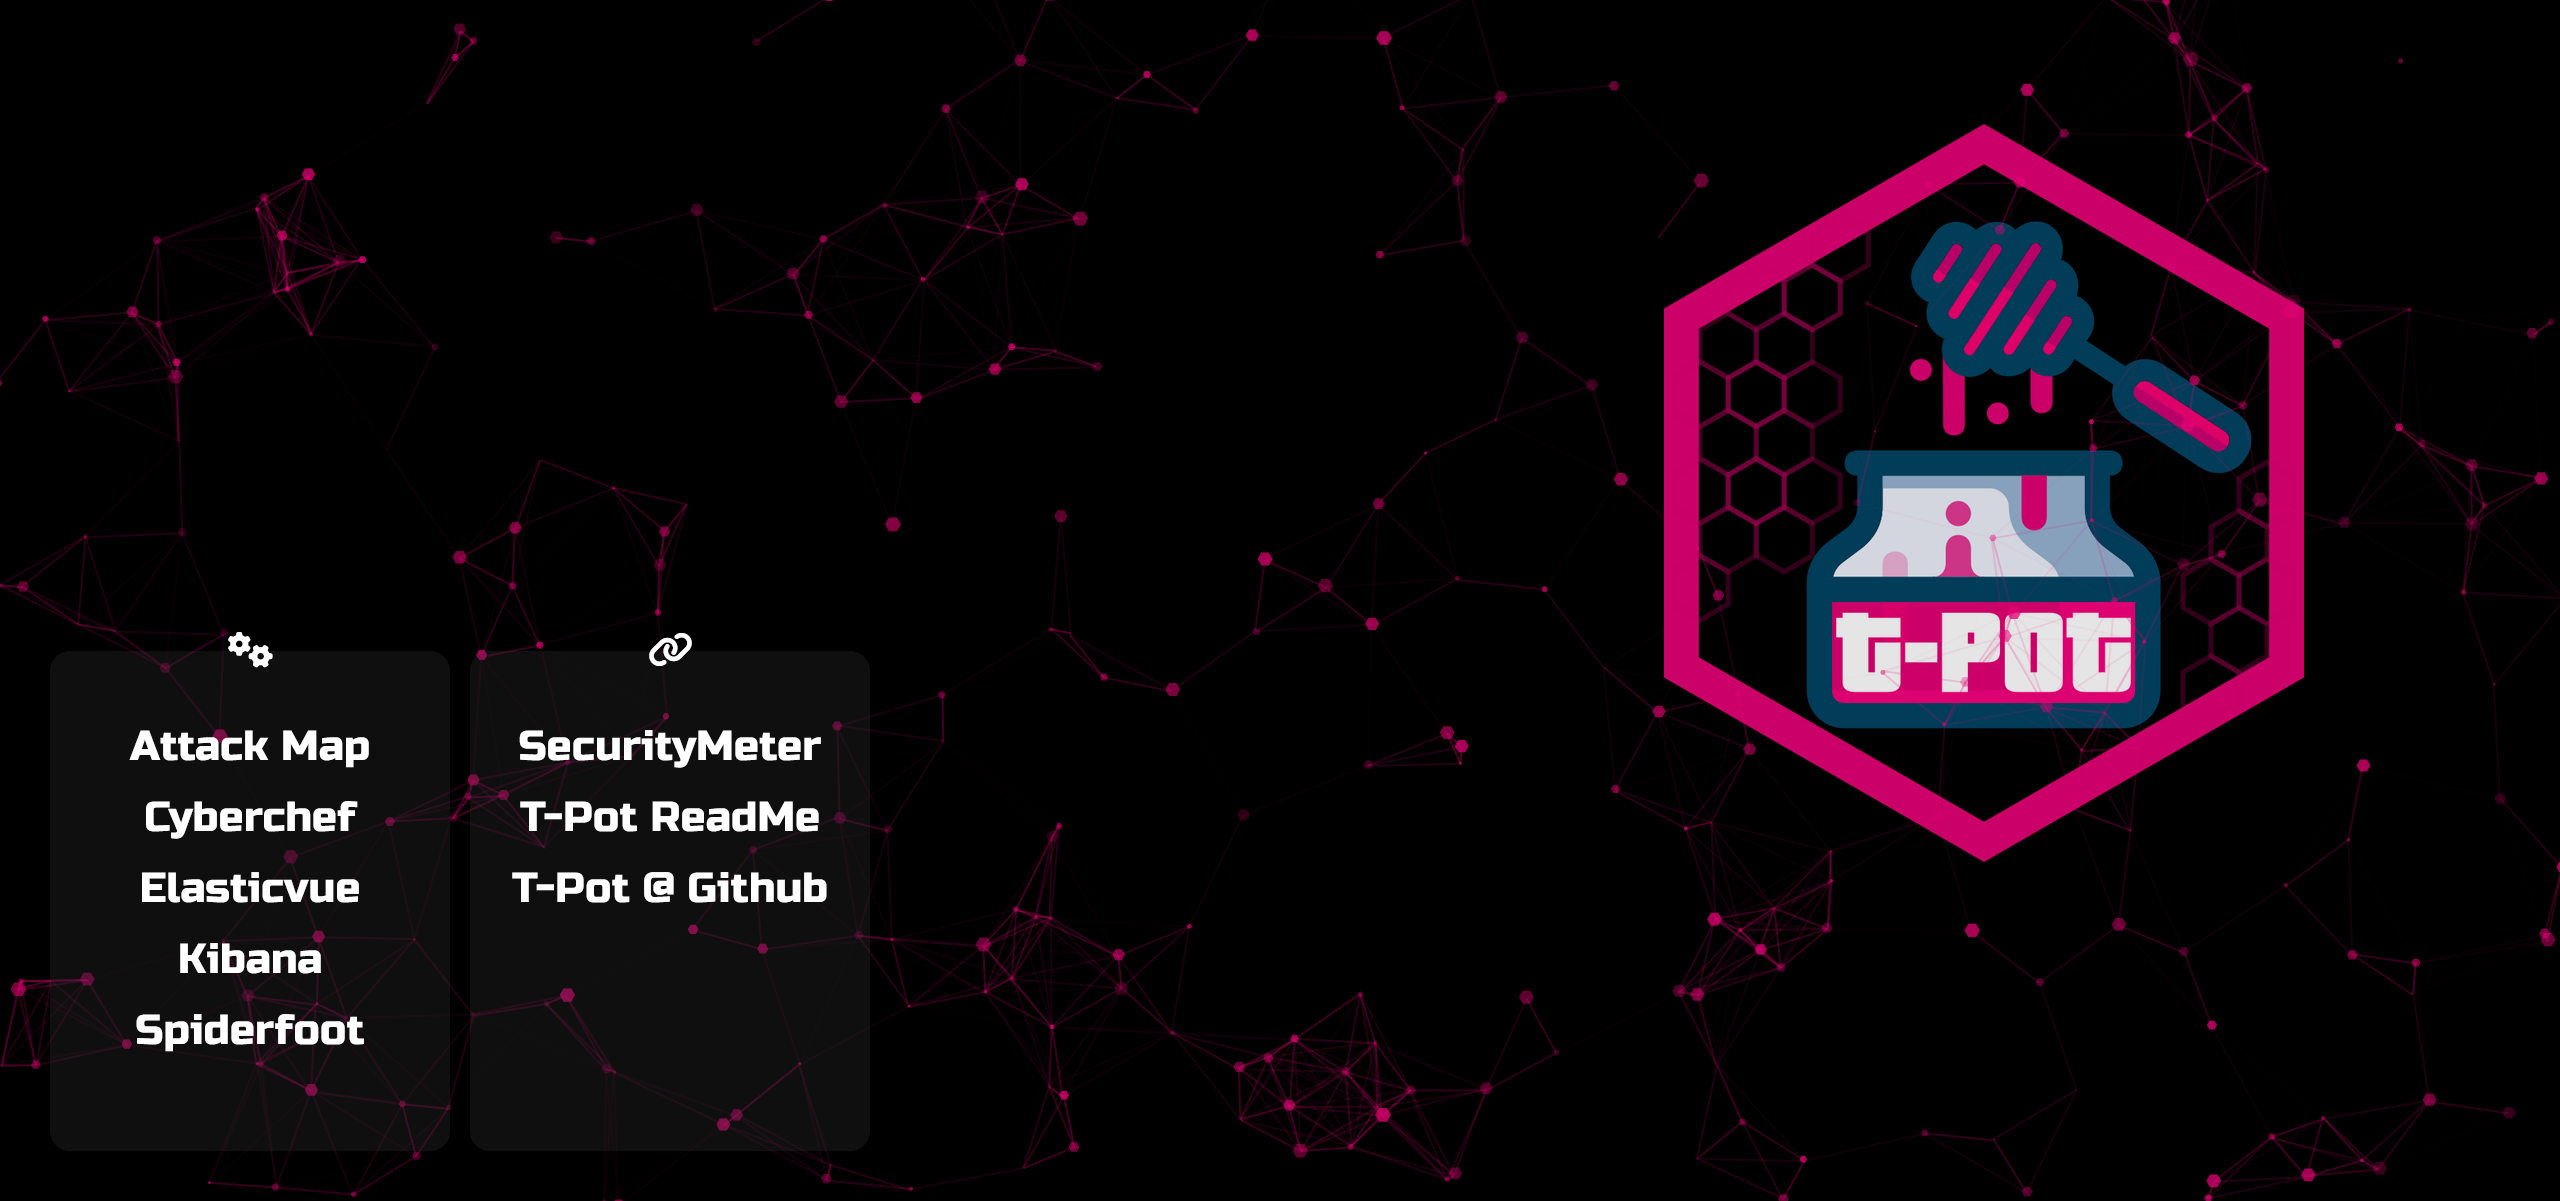 Attack Map
Cyberchef
Elasticvue
Kibana
Spiderfoot
SecurityMeter
T-Pot ReadMe
T-Pot @ Github
t-pot